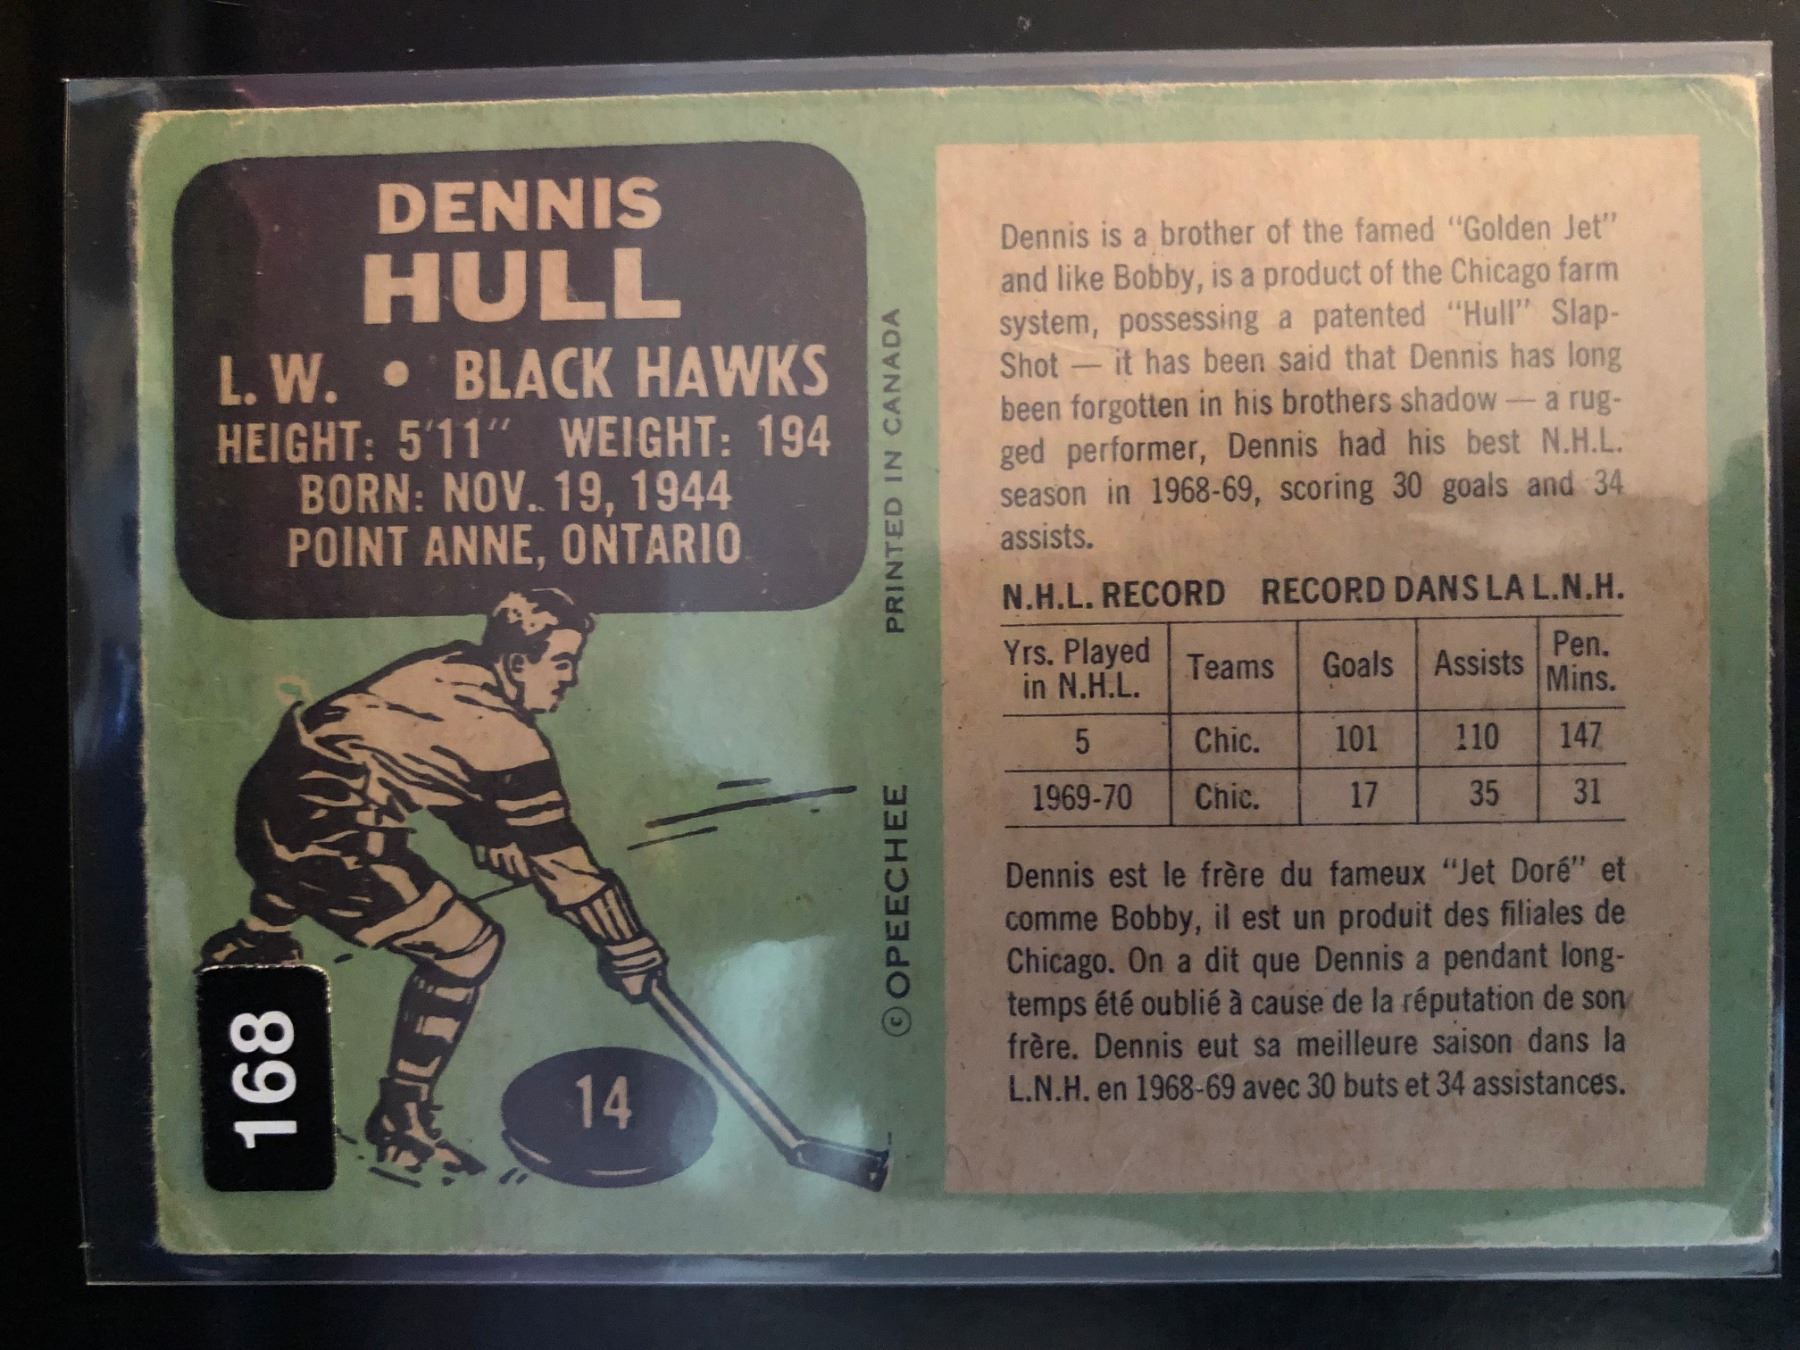 DENNIS
HULL
L.W. • BLACK HAWKS
HEIGHT: 5'11" WEIGHT: 194
BORN: NOV. 19, 1944
POINT ANNE, ONTARIO
14
168
© OPEECHEE PRINTED IN CANADA
Dennis is a brother of the famed "Golden Jet"
and like Bobby, is a product of the Chicago farm
system, possessing a patented "Hull" Slap-
Shot — it has been said that Dennis has long
been forgotten in his brothers shadow — a rug-
ged performer, Dennis had his best N.H.L.
season in 1968-69, scoring 30 goals and 34
assists.
N.H.L. RECORD RECORD DANS LA L.N.H.
Yrs. Played in N.H.L. Teams Goals Assists Pen. Mins.
5 Chic. 101 110 147
1969-70 Chic. 17 35 31
Dennis est le frère du fameux "Jet Doré" et
comme Bobby, il est un produit des filiales de
Chicago. On a dit que Dennis a pendant long-
temps été oublié à cause de la réputation de son
frère. Dennis eut sa meilleure saison dans la
L.N.H. en 1968-69 avec 30 buts et 34 assistances.